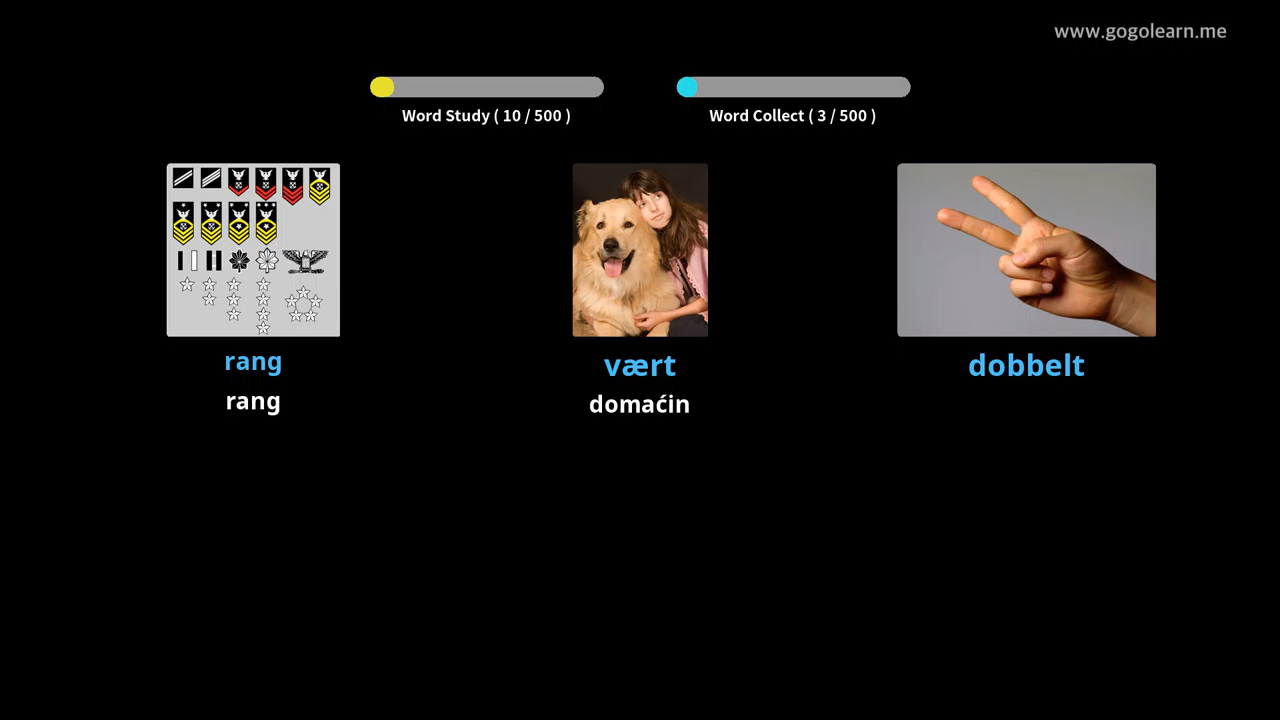 www.gogolearn.me
Word Study ( 10 / 500 )
Word Collect ( 3 / 500 )
rang
rang
vært
domaćin
dobbelt